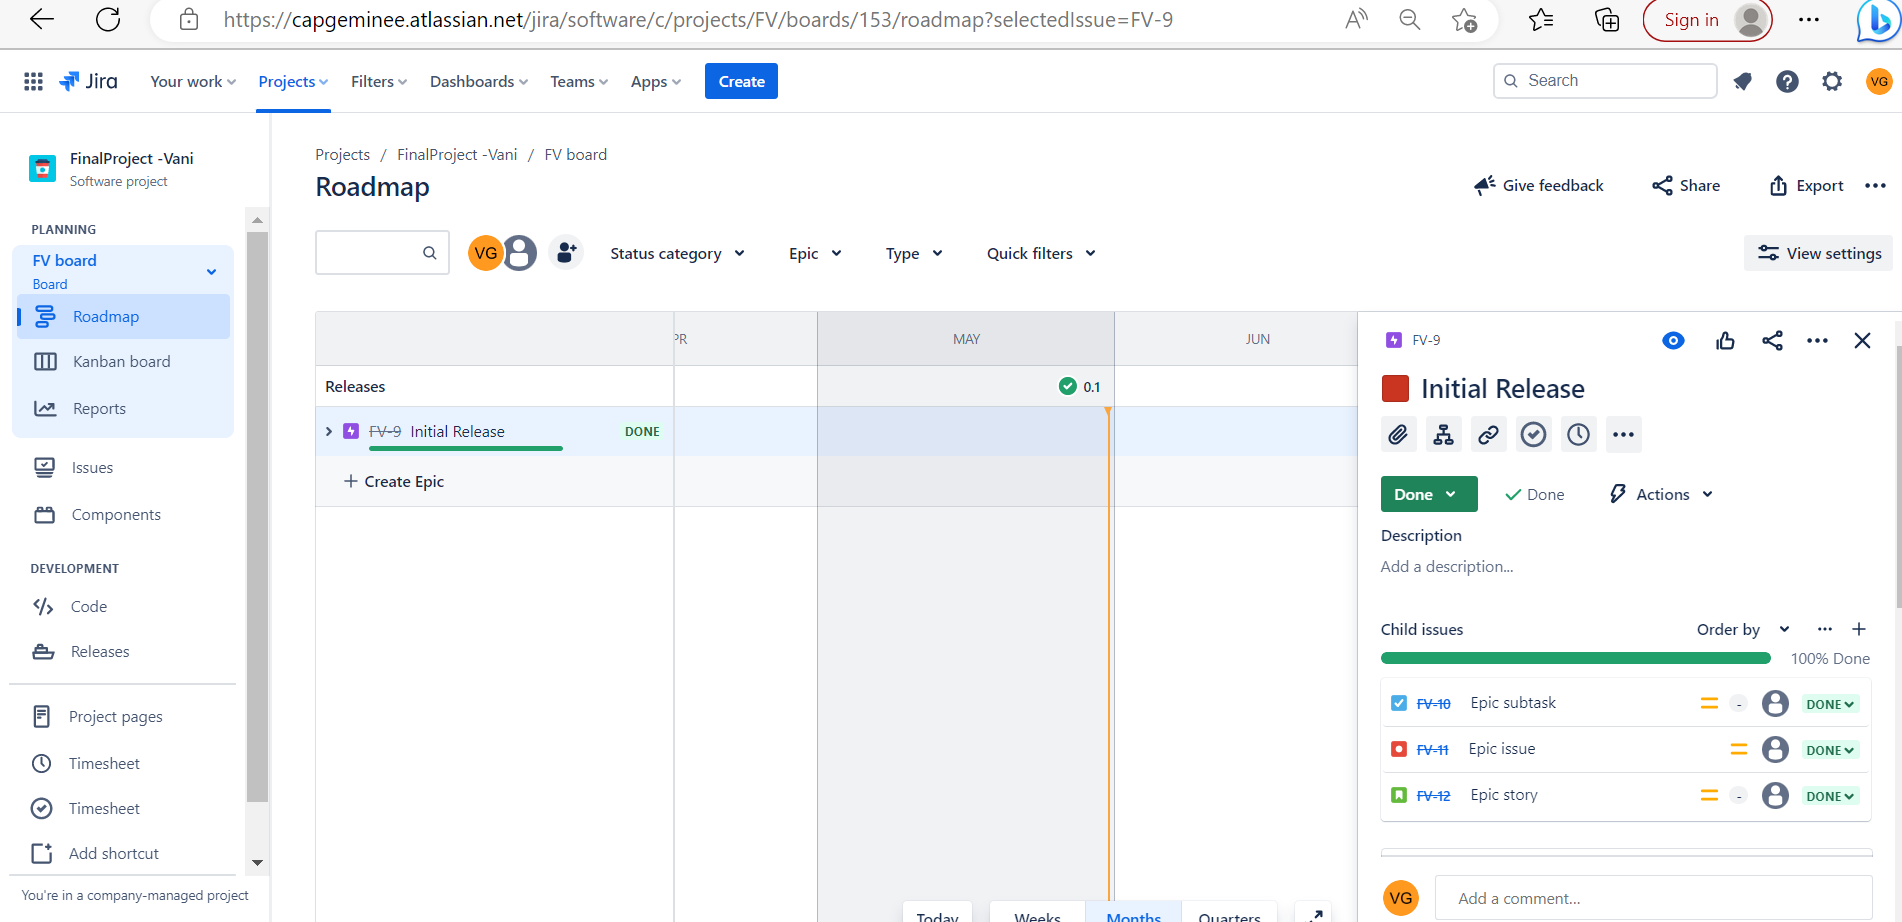 https://capgeminee.atlassian.net/jira/software/c/projects/FV/boards/153/roadmap?selectedIssue=FV-9
A
Sign in
Jira
Your work
Projects
Filters
Dashboards
Teams
Apps
Create
Search
VG
FinalProject -Vani
Software project
PLANNING
FV board
Board
Roadmap
Kanban board
Reports
Issues
Components
DEVELOPMENT
Code
Releases
Project pages
Timesheet
Timesheet
Add shortcut
You're in a company-managed project
Projects / FinalProject -Vani / FV board
Roadmap
Give feedback
Share
Export
VG
Status category
Epic
Type
Quick filters
View settings
PR
MAY
JUN
Releases
0.1
FV-9 Initial Release
DONE
+ Create Epic
Today
Weeks
Months
Quarters
FV-9
Initial Release
Done
Done
Actions
Description
Add a description...
Child issues
Order by
100% Done
FV-10 Epic subtask - DONE
FV-11 Epic issue DONE
FV-12 Epic story - DONE
VG
Add a comment...